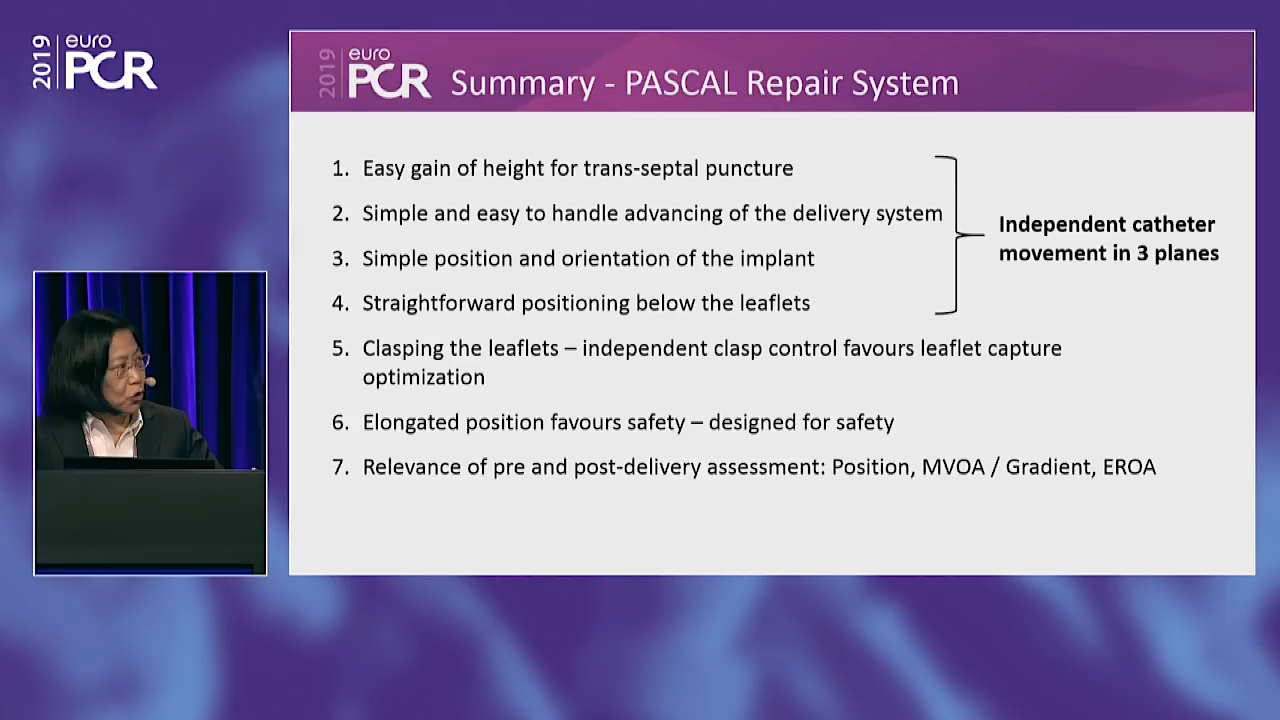 2019 euro PCR
2019 euro PCR
Summary - PASCAL Repair System
1. Easy gain of height for trans-septal puncture
2. Simple and easy to handle advancing of the delivery system
3. Simple position and orientation of the implant
4. Straightforward positioning below the leaflets
Independent catheter
movement in 3 planes
5. Clasping the leaflets – independent clasp control favours leaflet capture
optimization
6. Elongated position favours safety – designed for safety
7. Relevance of pre and post-delivery assessment: Position, MVOA / Gradient, EROA